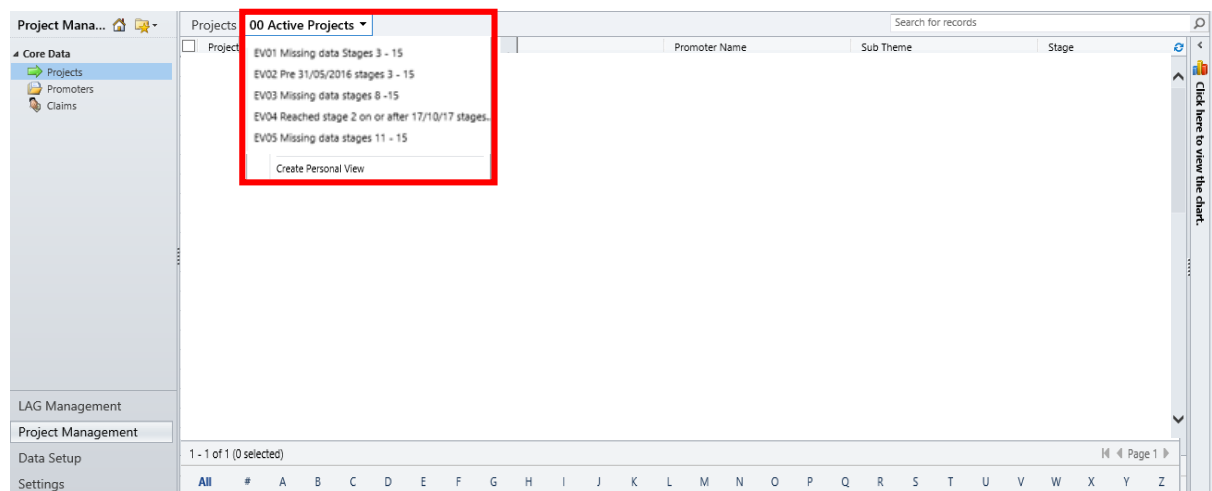 Project Mana...
Core Data
Projects
Promoters
Claims
LAG Management
Project Management
Data Setup
Settings
Projects 00 Active Projects
Search for records
Project
Promoter Name
Sub Theme
Stage
EV01 Missing data Stages 3 - 15
EV02 Pre 31/05/2016 stages 3 - 15
EV03 Missing data stages 8 -15
EV04 Reached stage 2 on or after 17/10/17 stages..
EV05 Missing data stages 11 - 15
Create Personal View
Click here to view the chart.
1 - 1 of 1 (0 selected)
Page 1
All # A B C D E F G H I J K L M N O P Q R S T U V W X Y Z